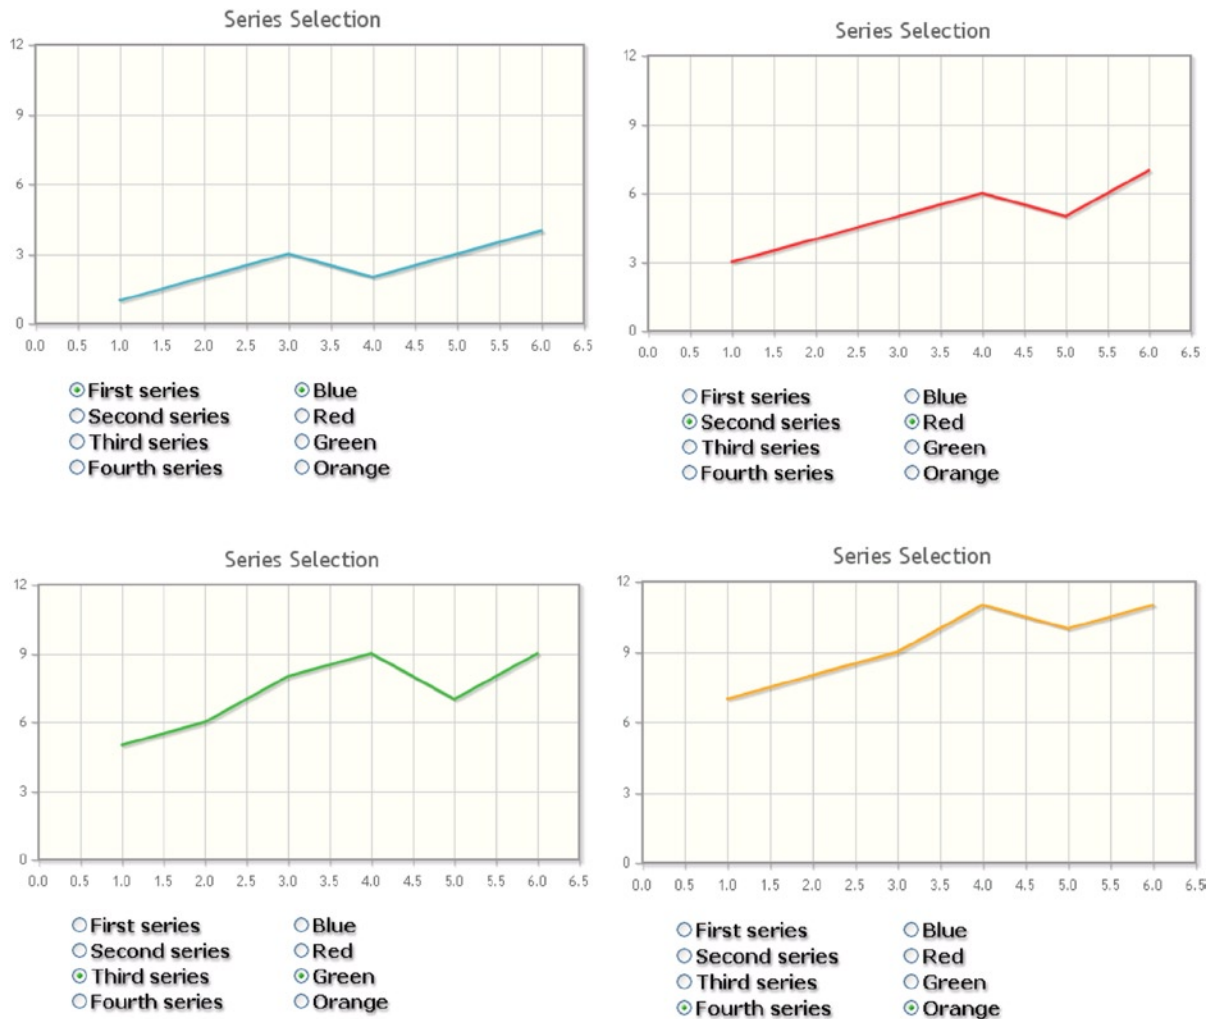 Series Selection
12
9
6
3
0
0.0 0.5 1.0 1.5 2.0 2.5 3.0 3.5 4.0 4.5 5.0 5.5 6.0 6.5
First series Blue
Second series Red
Third series Green
Fourth series Orange
Series Selection
12
9
6
3
0
0.0 0.5 1.0 1.5 2.0 2.5 3.0 3.5 4.0 4.5 5.0 5.5 6.0 6.5
First series Blue
Second series Red
Third series Green
Fourth series Orange
Series Selection
12
9
6
3
0
0.0 0.5 1.0 1.5 2.0 2.5 3.0 3.5 4.0 4.5 5.0 5.5 6.0 6.5
First series Blue
Second series Red
Third series Green
Fourth series Orange
Series Selection
12
9
6
3
0
0.0 0.5 1.0 1.5 2.0 2.5 3.0 3.5 4.0 4.5 5.0 5.5 6.0 6.5
First series Blue
Second series Red
Third series Green
Fourth series Orange